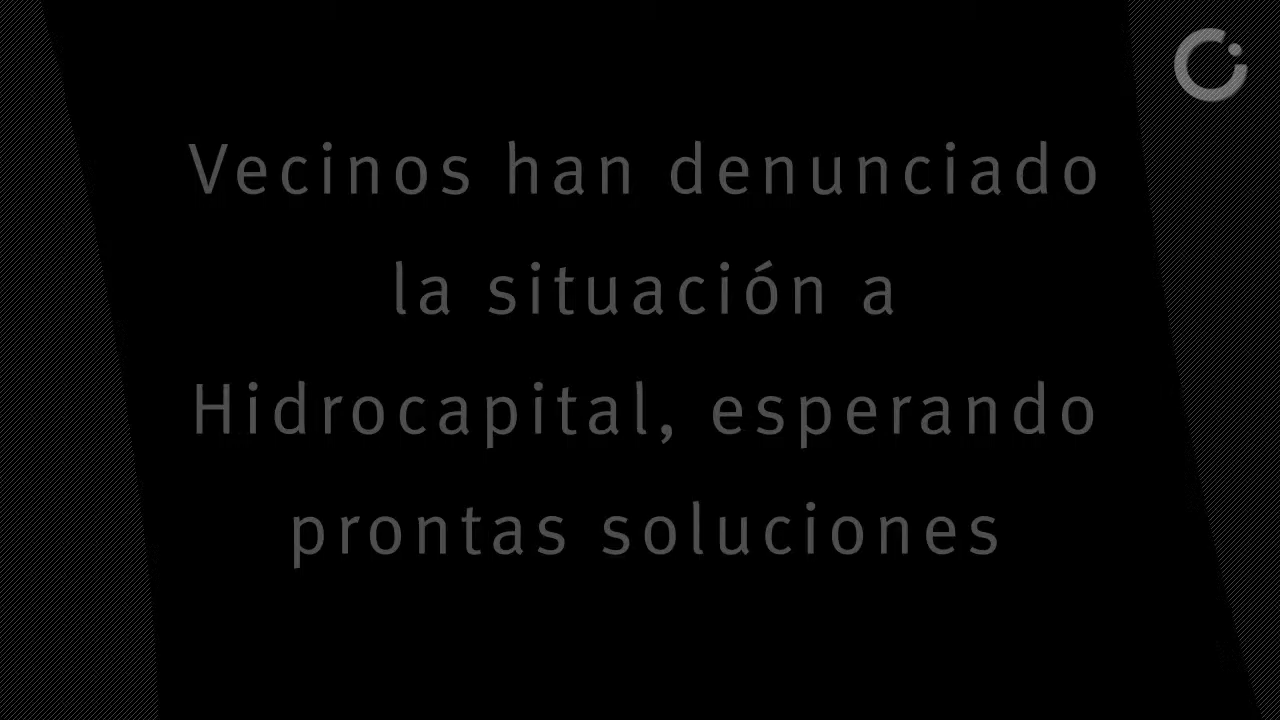 Vecinos han denunciado
la situación a
Hidrocapital, esperando
prontas soluciones